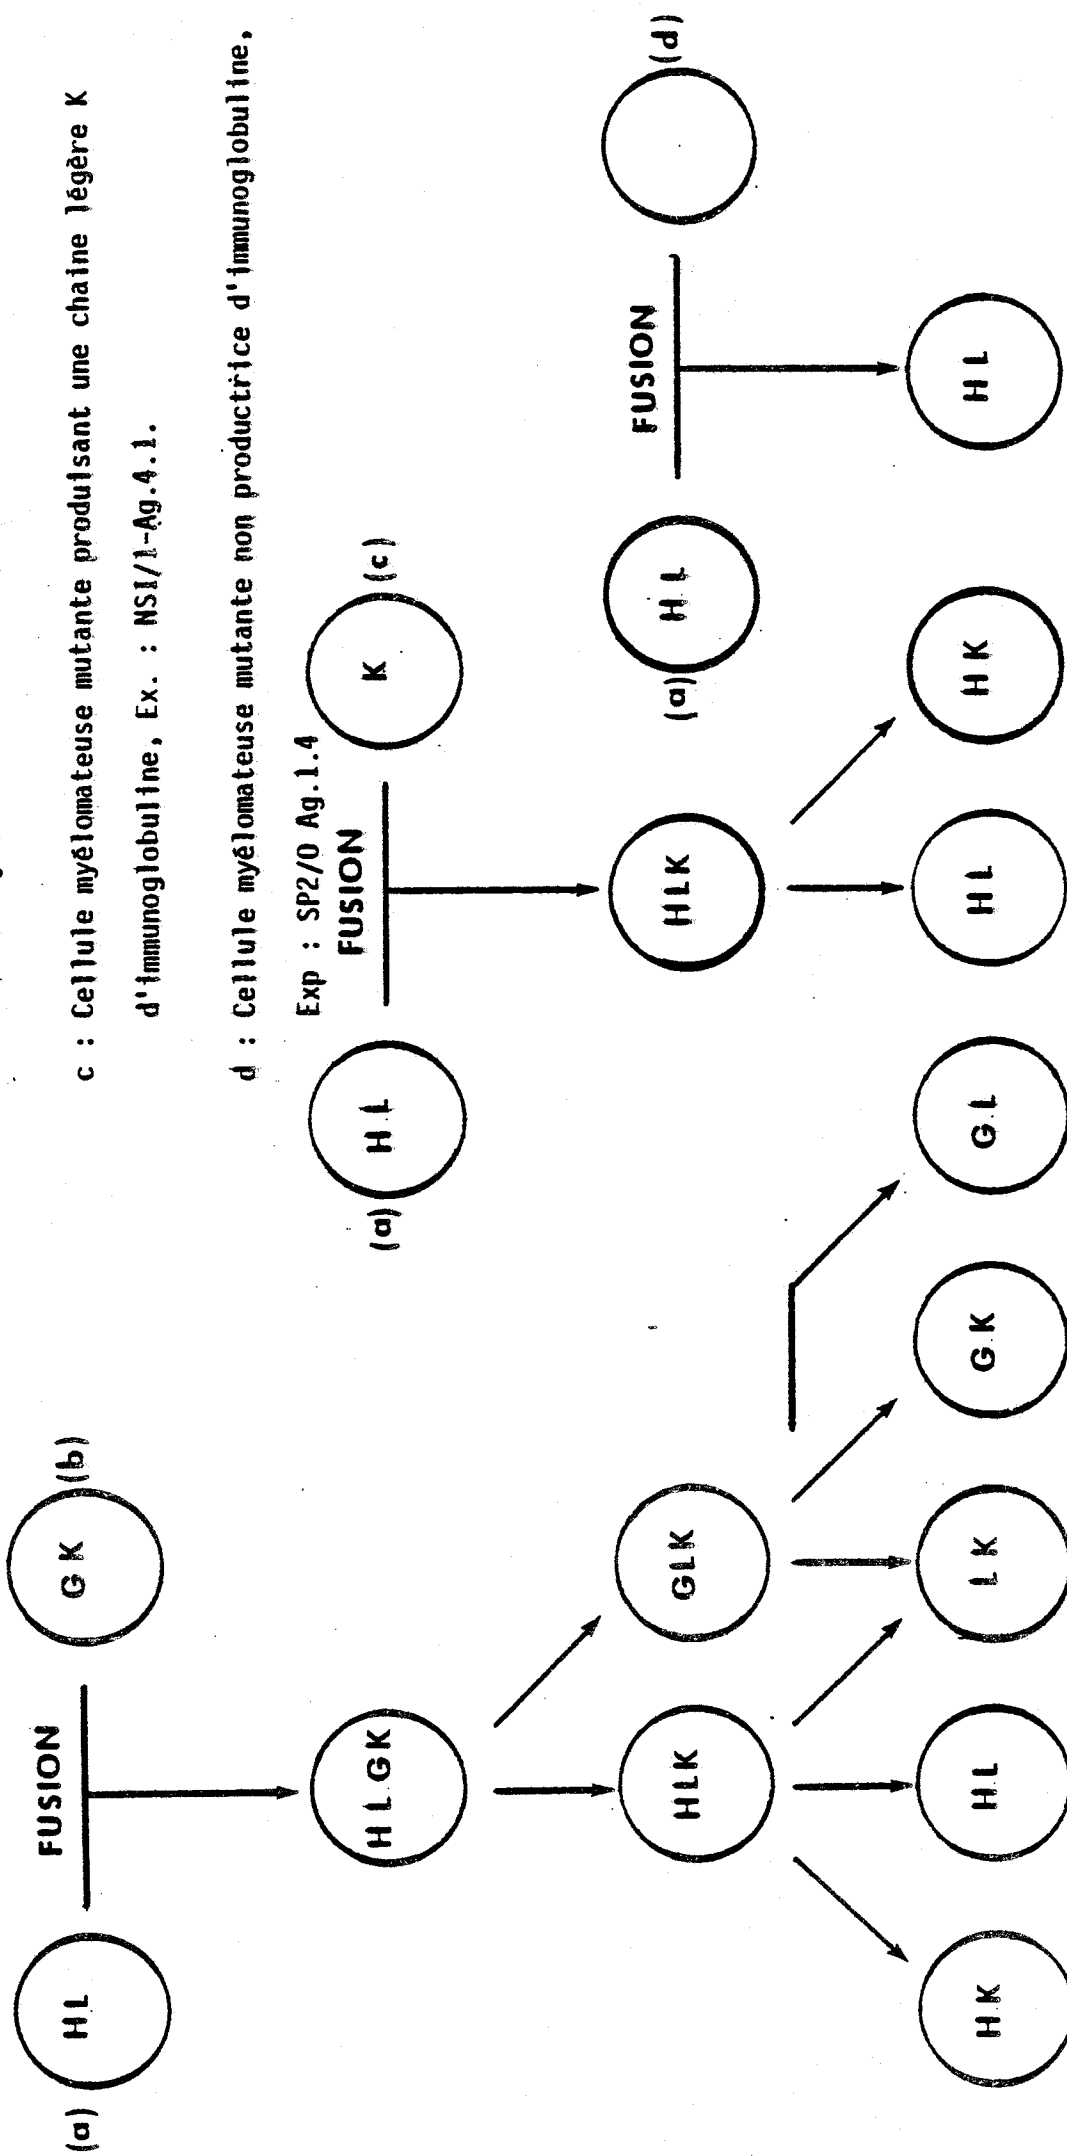 c : Cellule myélomateuse mutante produisant une chaine légère K
d'immunoglobuline, Ex. : NSI/1-Ag.4.1.
d : Cellule myélomateuse mutante non productrice d'immunoglobuline,
Exp : SP2/0 Ag.1.4
(a) HL
FUSION
GK (b)
HLGK
HLK
GLK
HK
HL
LK
GK
GL
(a) HL
FUSION
K (c)
HLK
HL
HK
(a) HL
FUSION
(d)
HL